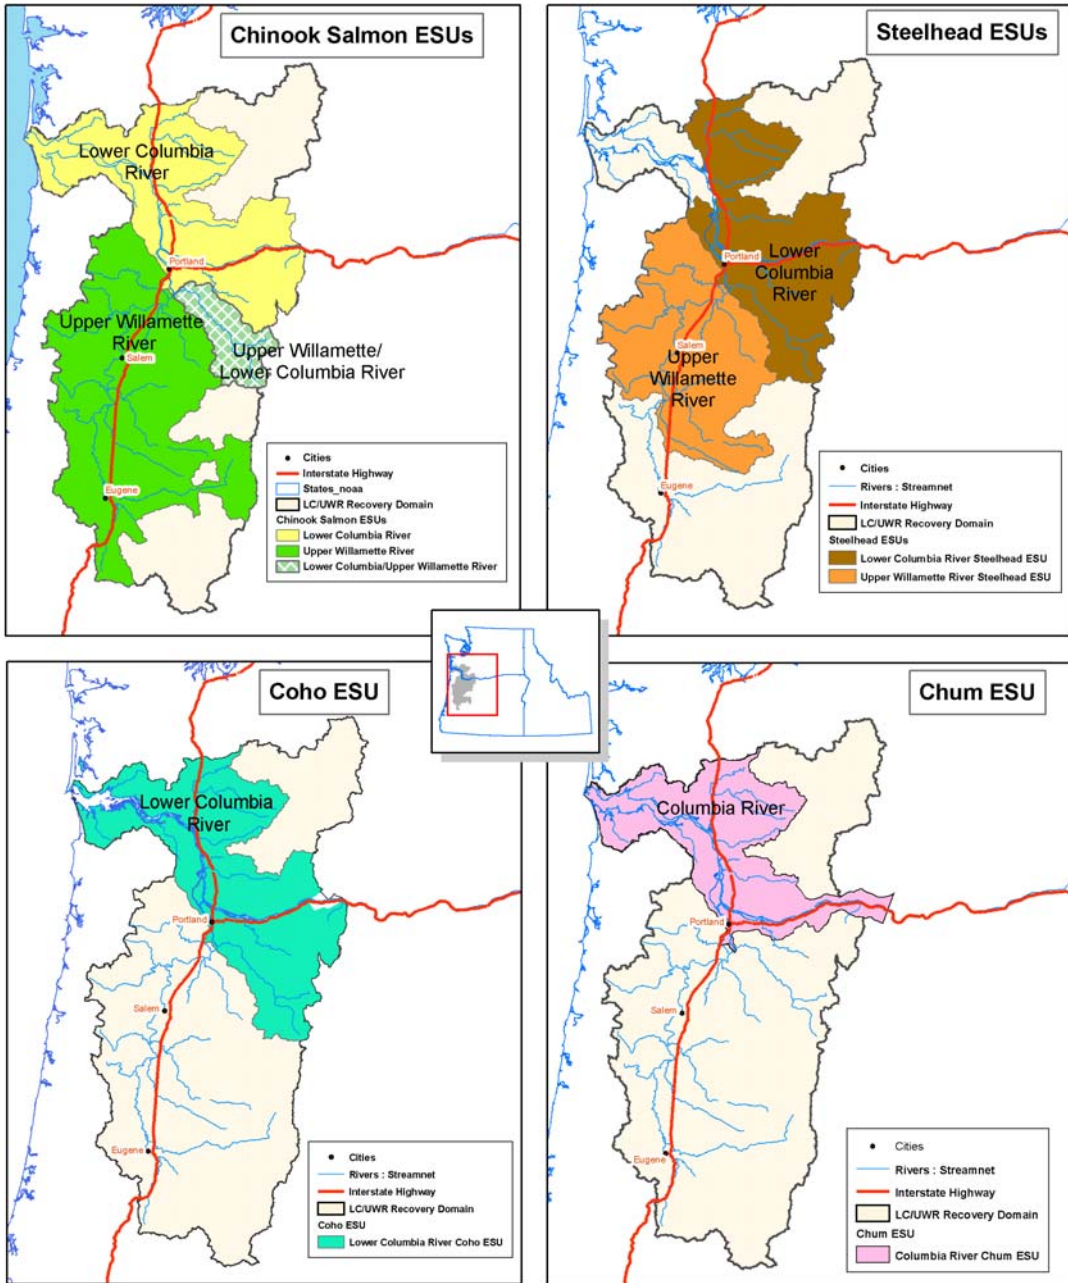 Chinook Salmon ESUs
Lower Columbia
River
Portland
Upper Willamette
River
Salem
Upper Willamette/
Lower Columbia River
Eugene
Cities
Interstate Highway
States_noaa
LC/UWR Recovery Domain
Chinook Salmon ESUs
Lower Columbia River
Upper Willamette River
Lower Columbia/Upper Willamette River
Steelhead ESUs
Portland
Lower
Columbia
River
Salem
Upper
Willamette
River
Eugene
Cities
Rivers : Streamnet
Interstate Highway
LC/UWR Recovery Domain
Steelhead ESUs
Lower Columbia River Steelhead ESU
Upper Willamette River Steelhead ESU
Coho ESU
Lower Columbia
River
Portland
Salem
Eugene
Cities
Rivers : Streamnet
Interstate Highway
LC/UWR Recovery Domain
Coho ESU
Lower Columbia River Coho ESU
Chum ESU
Columbia River
Portland
Salem
Eugene
Cities
Rivers : Streamnet
Interstate Highway
LC/UWR Recovery Domain
Chum ESU
Columbia River Chum ESU